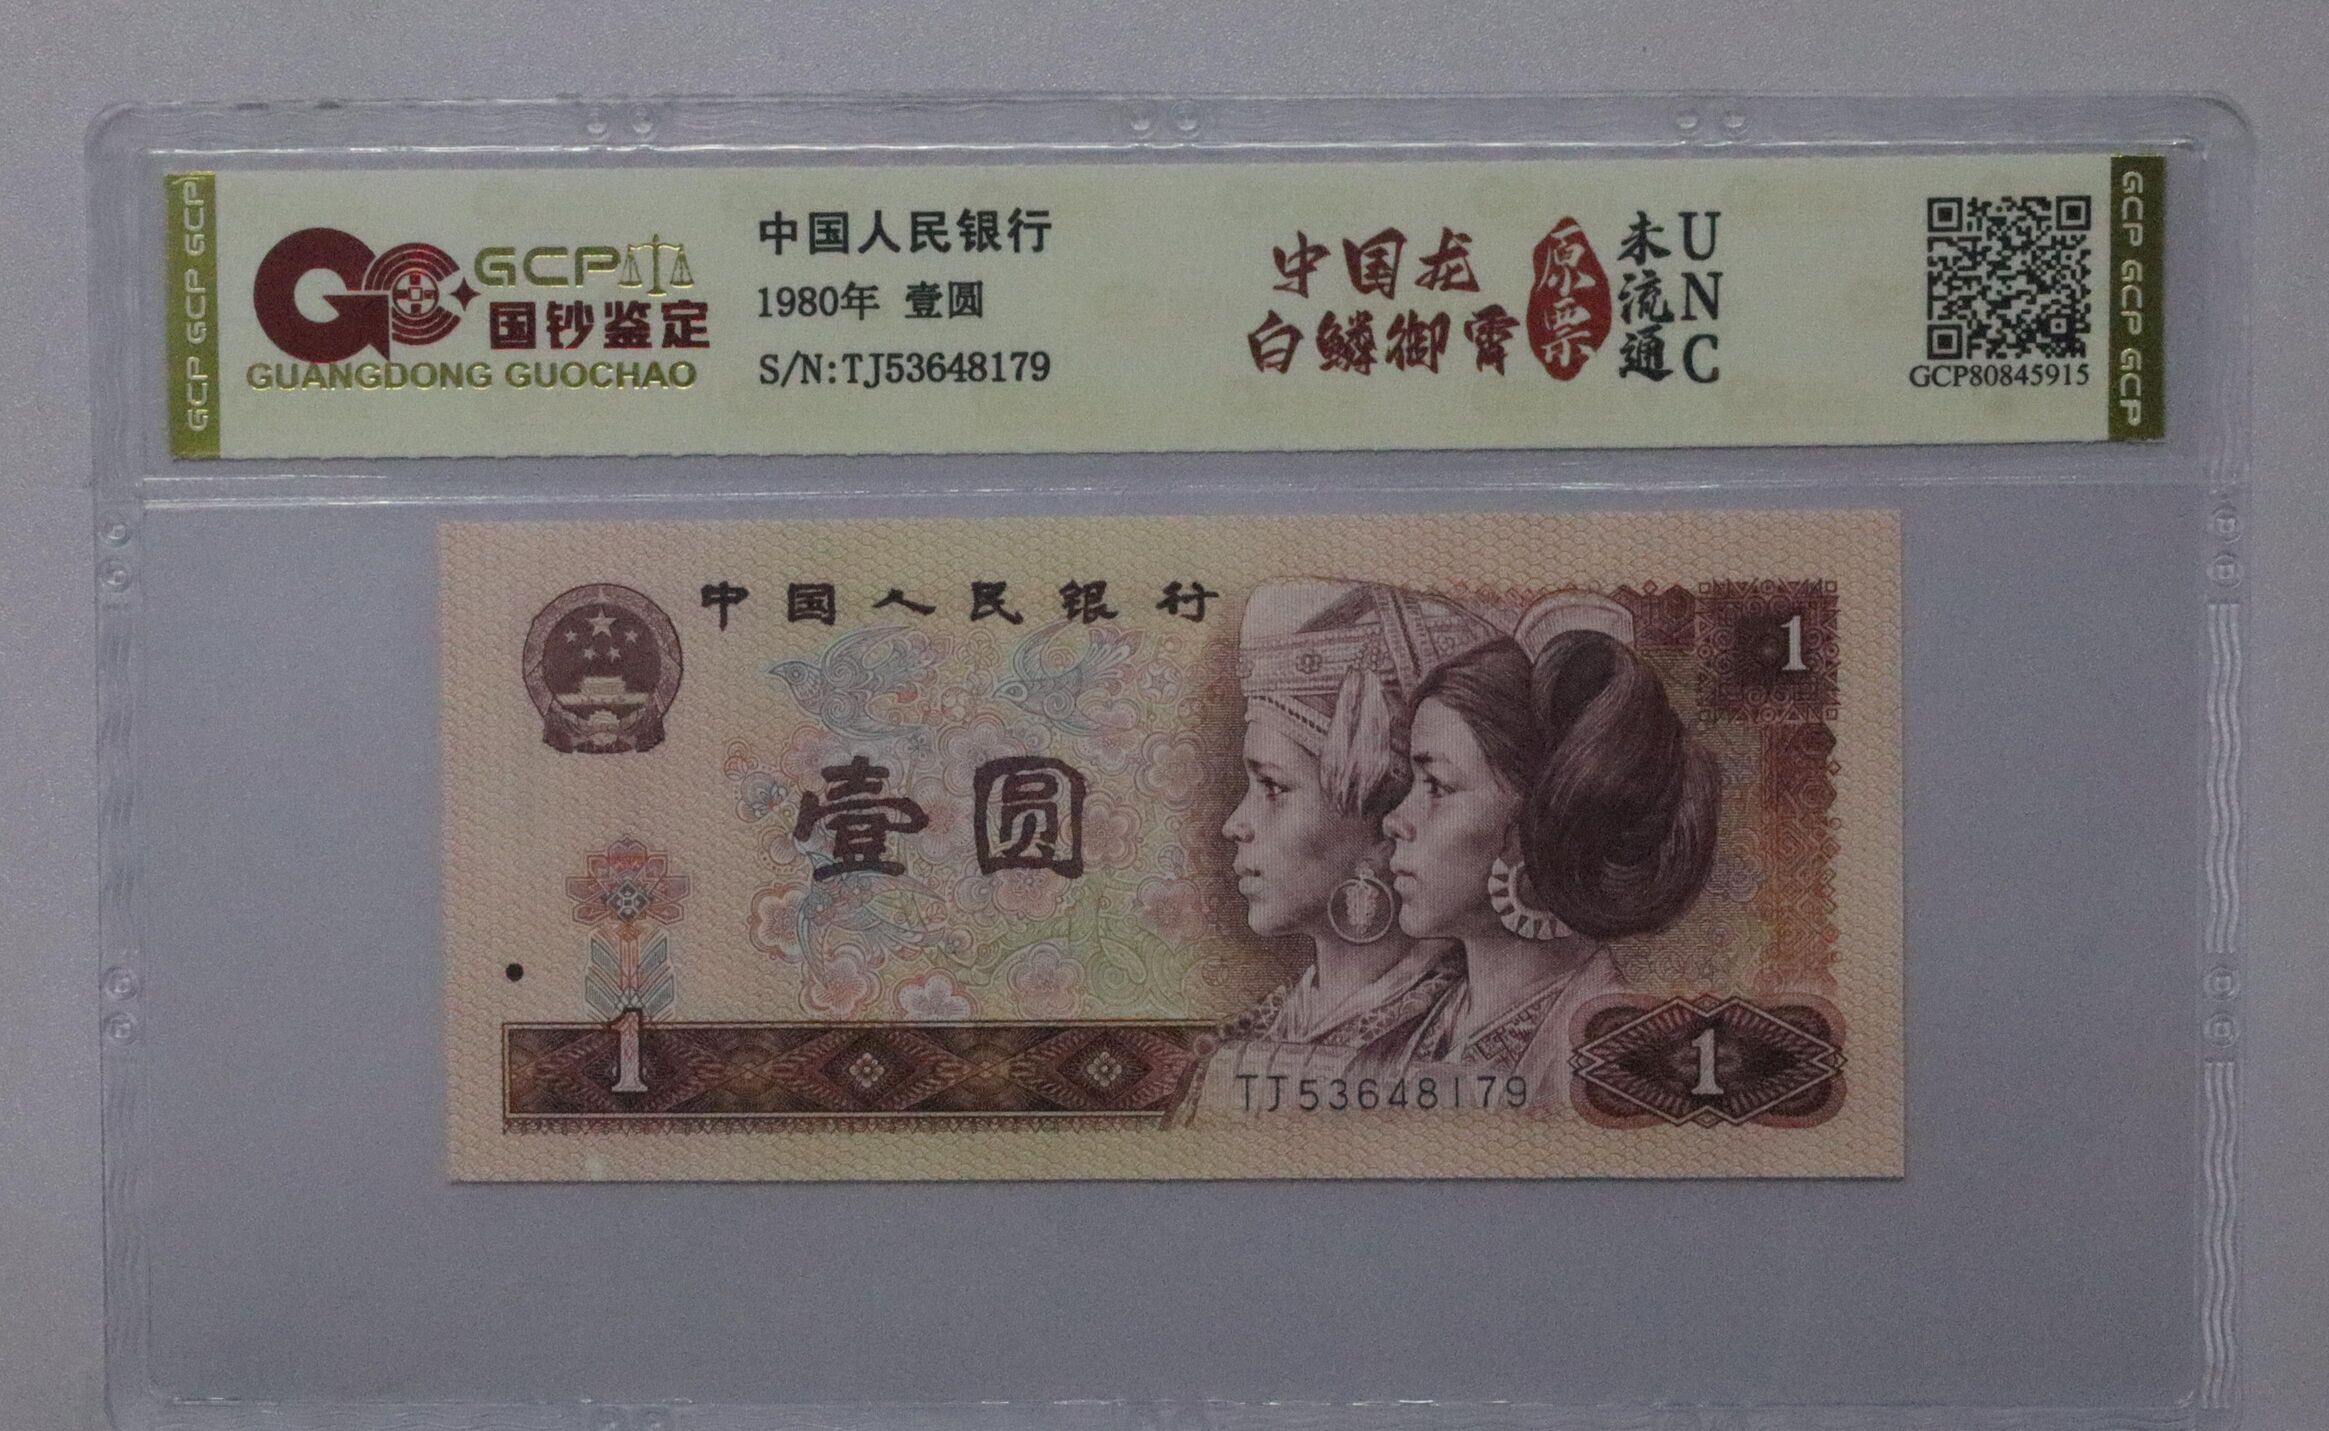 GCP GCP GCP
GCP
国钞鉴定
GUANGDONG GUOCHAO
中国人民银行
1980年 壹圆
S/N:TJ53648179
中国龙
白鳞御霄
原票
未流通
UNC
GCP80845915
GCP GCP GCP
中国人民银行
1
壹圆
1
TJ53648179
1